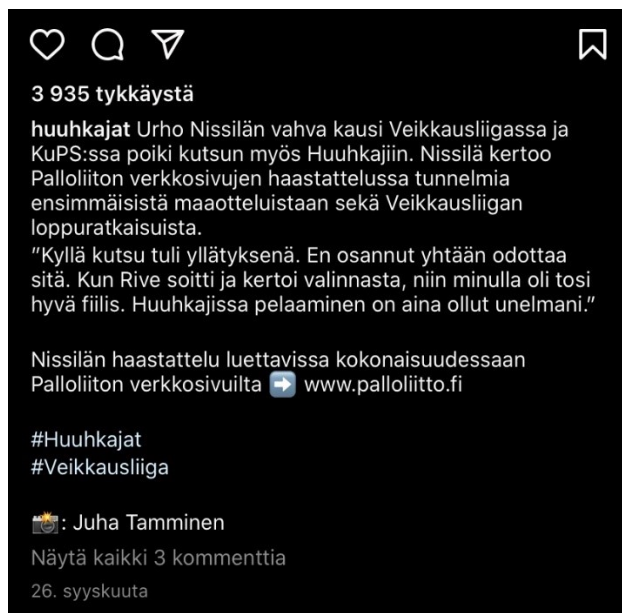 3 935 tykkäystä
huuhkajat Urho Nissilän vahva kausi Veikkausliigassa ja
KuPS:ssa poiki kutsun myös Huuhkajiin. Nissilä kertoo
Palloliiton verkkosivujen haastattelussa tunnelmia
ensimmäisistä maaotteluistaan sekä Veikkausliigan
loppuratkaisuista.
”Kyllä kutsu tuli yllätyksenä. En osannut yhtään odottaa
sitä. Kun Rive soitti ja kertoi valinnasta, niin minulla oli tosi
hyvä fiilis. Huuhkajissa pelaaminen on aina ollut unelmani.”
Nissilän haastattelu luettavissa kokonaisuudessaan
Palloliiton verkkosivuilta ➡️ www.palloliitto.fi
#Huuhkajat
#Veikkausliiga
📸: Juha Tamminen
Näytä kaikki 3 kommenttia
26. syyskuuta